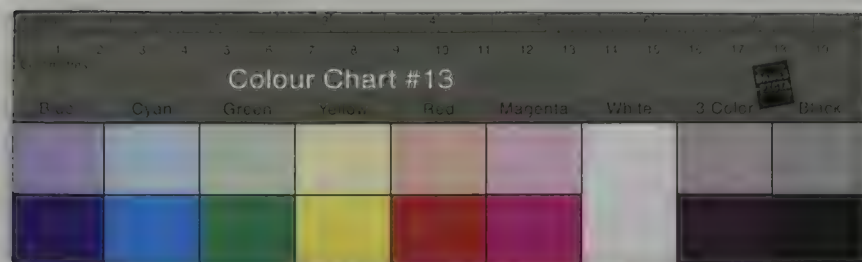 1 2 3 4 5 6 7 8 9 10 11 12 13 14 15 16 17 18 19
Colour Chart #13
Blue Cyan Green Yellow Red Magenta White 3 Color Black